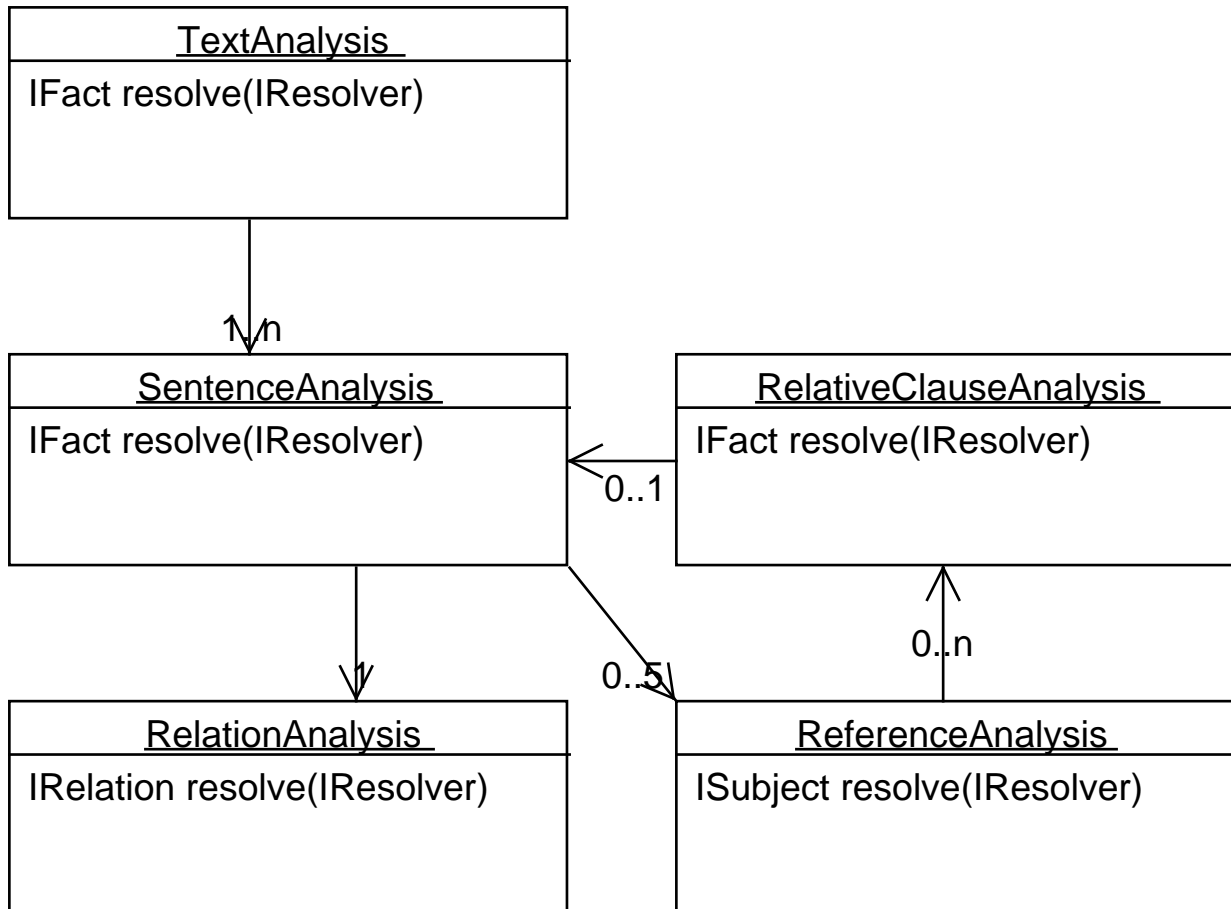 TextAnalysis
IFact resolve(IResolver)
1..n
SentenceAnalysis
IFact resolve(IResolver)
RelativeClauseAnalysis
IFact resolve(IResolver)
0..1
0..n
1
0..5
RelationAnalysis
IRelation resolve(IResolver)
ReferenceAnalysis
ISubject resolve(IResolver)